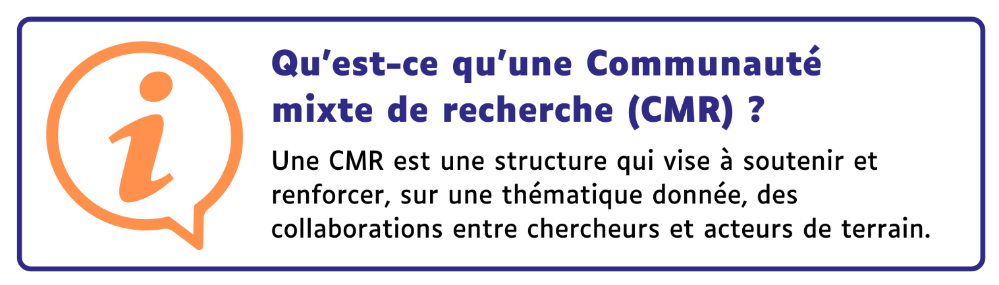 Qu’est-ce qu’une Communauté
mixte de recherche (CMR) ?
Une CMR est une structure qui vise à soutenir et
renforcer, sur une thématique donnée, des
collaborations entre chercheurs et acteurs de terrain.